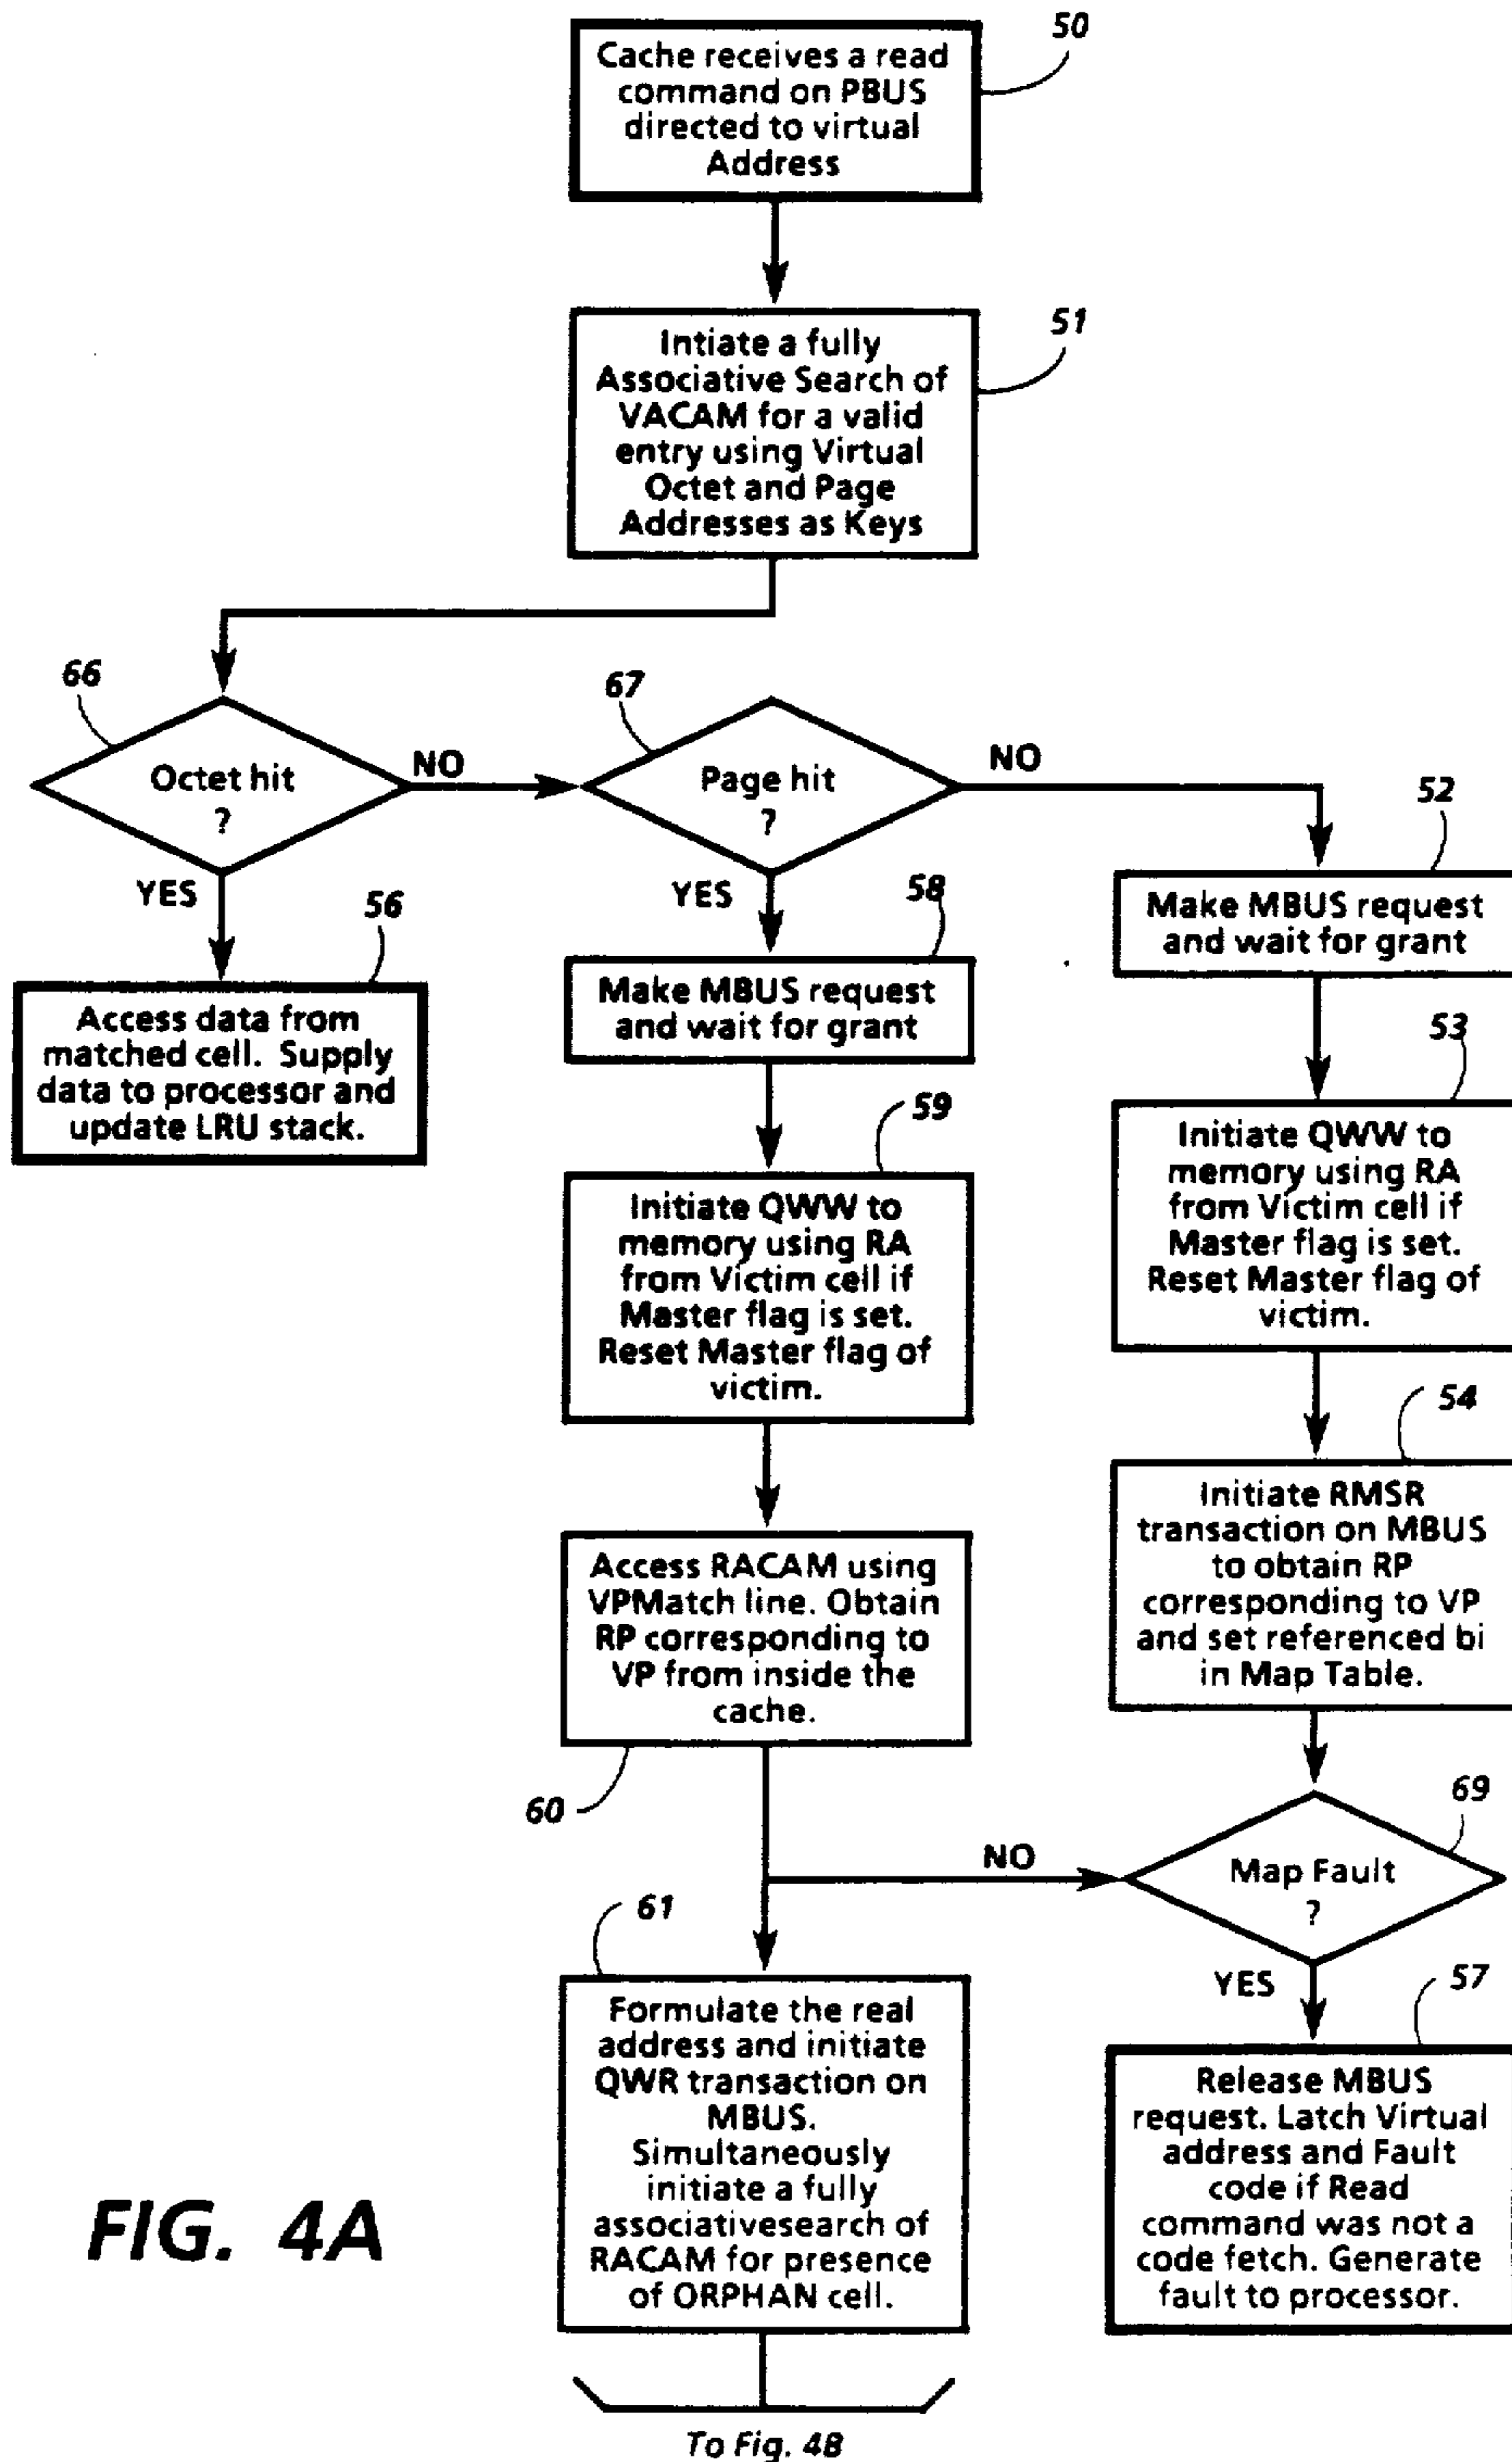 50
Cache receives a read
command on PBUS
directed to virtual
Address
51
Intiate a fully
Associative Search of
VACAM for a valid
entry using Virtual
Octet and Page
Addresses as Keys
66
Octet hit
?
NO
YES
67
Page hit
?
NO
YES
56
Access data from
matched cell. Supply
data to processor and
update LRU stack.
58
Make MBUS request
and wait for grant
59
Initiate QWW to
memory using RA
from Victim cell if
Master flag is set.
Reset Master flag of
victim.
Access RACAM using
VPMatch line. Obtain
RP corresponding to
VP from inside the
cache.
60
52
Make MBUS request
and wait for grant
53
Initiate QWW to
memory using RA
from Victim cell if
Master flag is set.
Reset Master flag of
victim.
54
Initiate RMSR
transaction on MBUS
to obtain RP
corresponding to VP
and set referenced bi
in Map Table.
69
Map Fault
?
NO
YES
61
Formulate the real
address and initiate
QWR transaction on
MBUS.
Simultaneously
initiate a fully
associativesearch of
RACAM for presence
of ORPHAN cell.
57
Release MBUS
request. Latch Virtual
address and Fault
code if Read
command was not a
code fetch. Generate
fault to processor.
FIG. 4A
To Fig. 4B